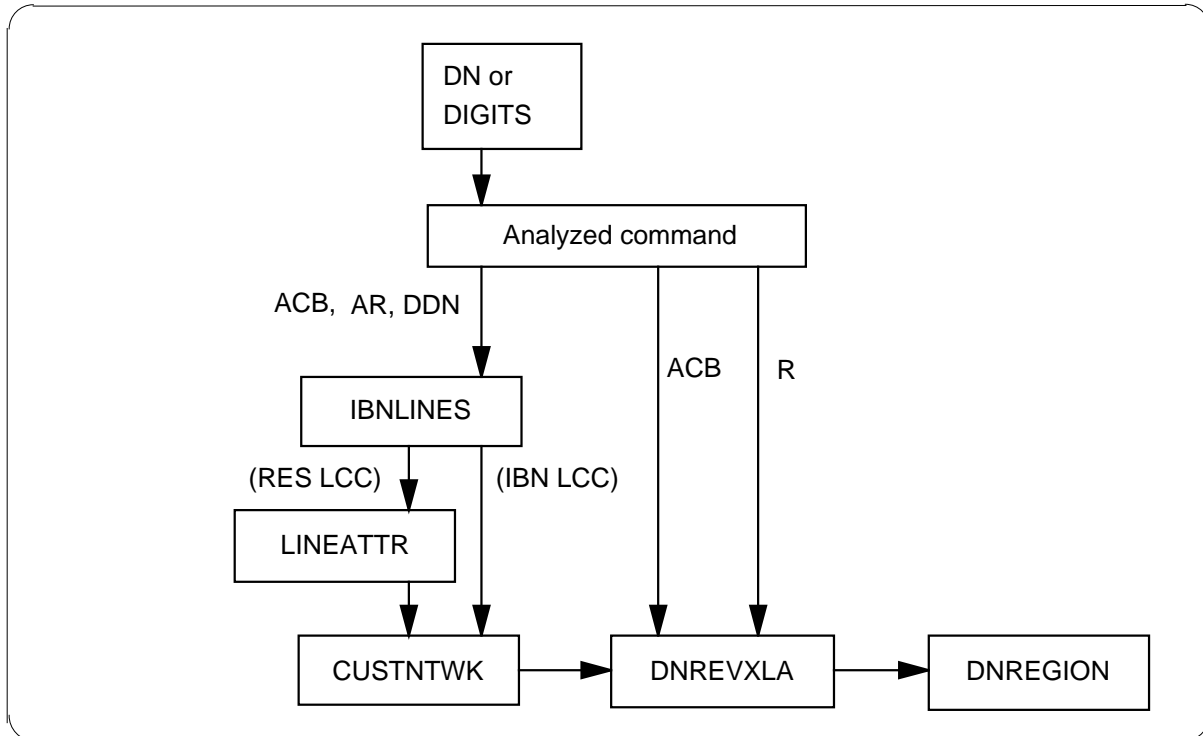 DN or
DIGITS
Analyzed command
ACB, AR, DDN
ACB
R
IBNLINES
(RES LCC)
(IBN LCC)
LINEATTR
CUSTNTWK
DNREVXLA
DNREGION